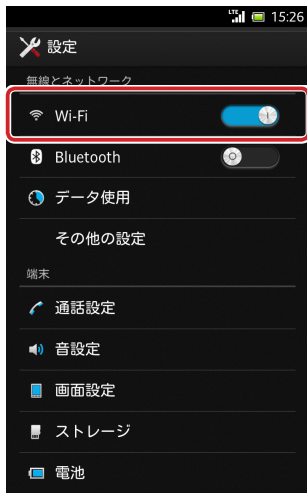 LTE 15:26
設定
無線とネットワーク
Wi-Fi
Bluetooth
データ使用
その他の設定
端末
通話設定
音設定
画面設定
ストレージ
電池